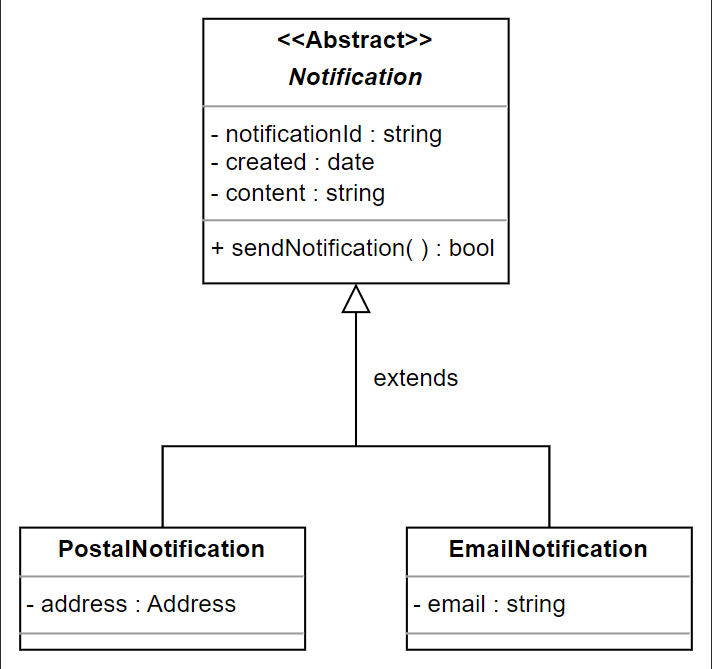 <<Abstract>>
Notification
- notificationId : string
- created : date
- content : string
+ sendNotification( ) : bool
extends
PostalNotification
- address : Address
EmailNotification
- email : string